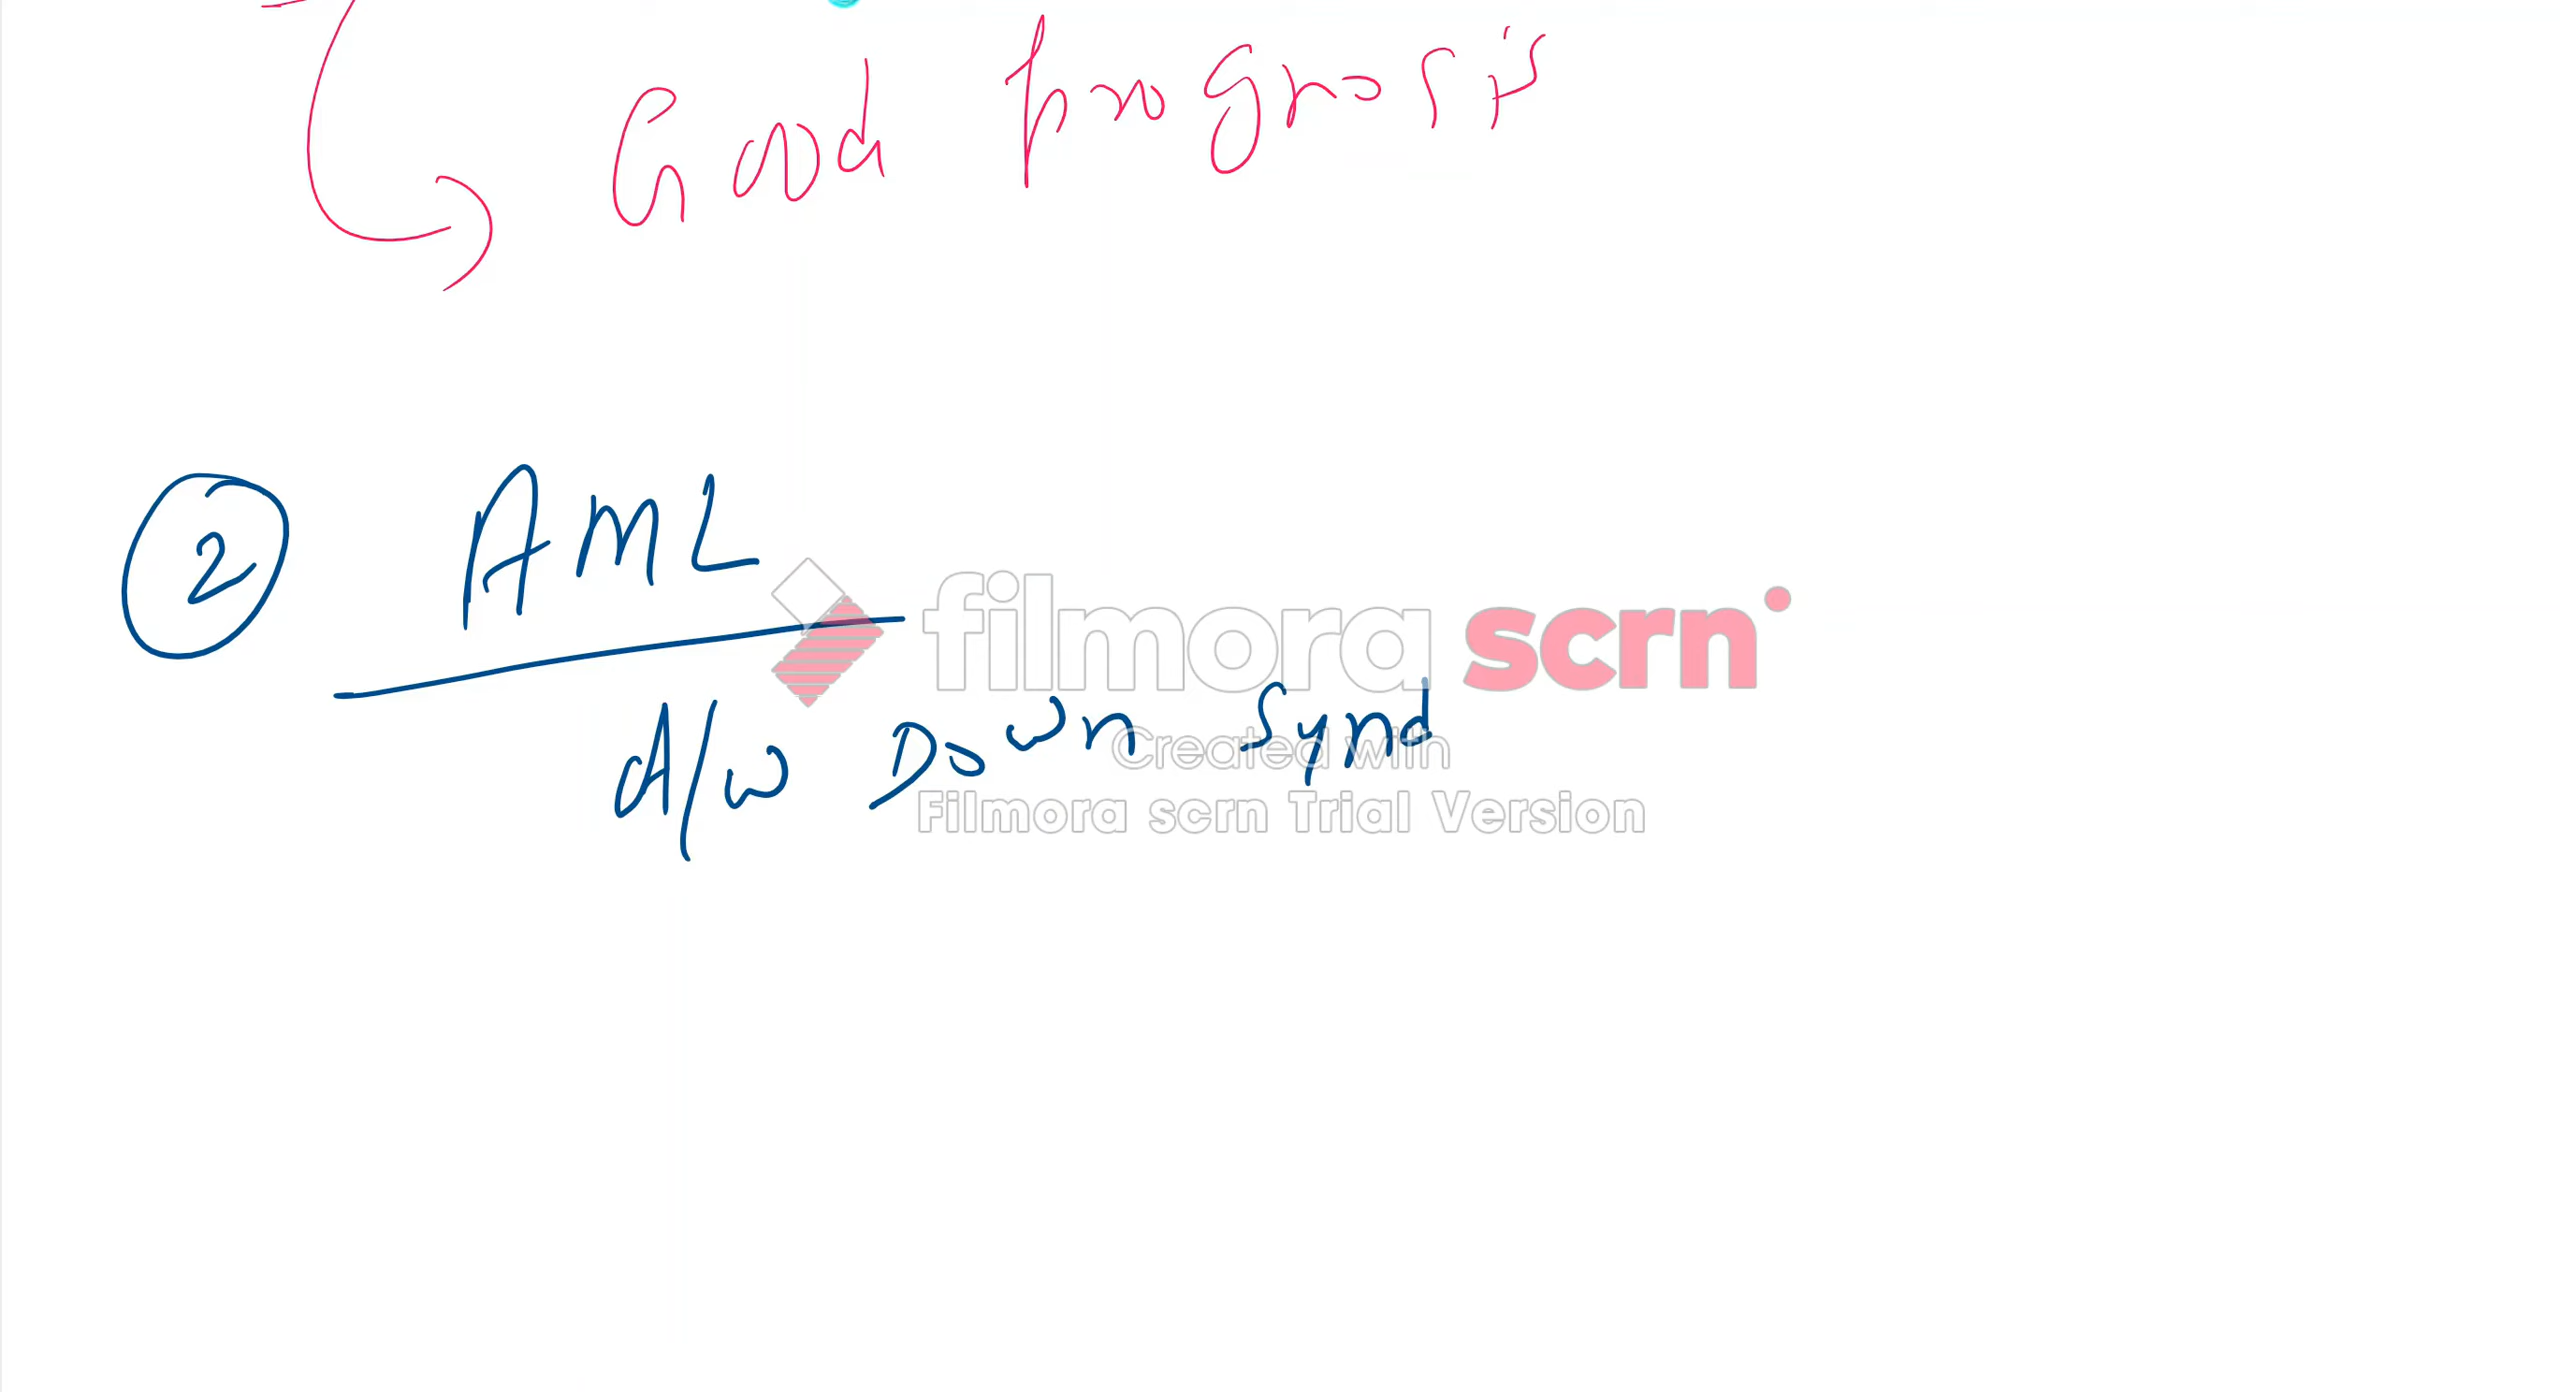 Good prognosis
② AML
a/w Down Synd
filmora scrn
Created with
Filmora scrn Trial Version